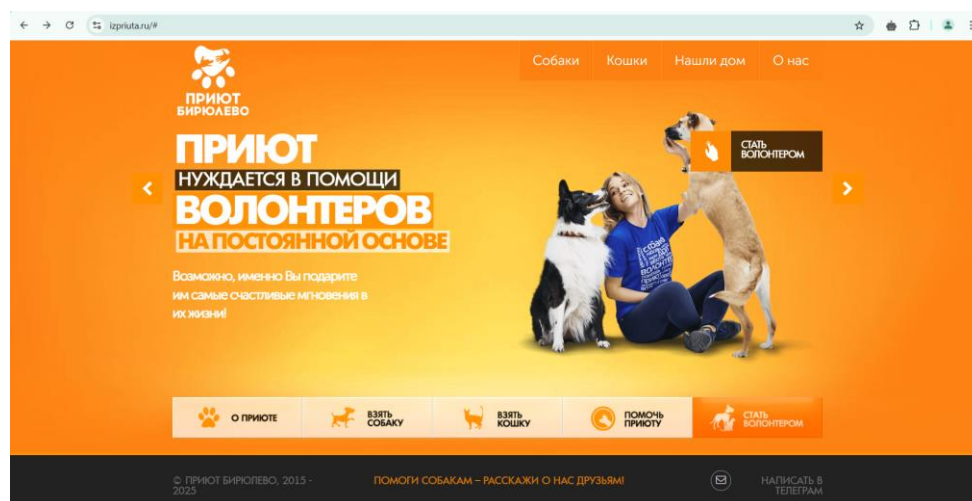 izpriuta.ru/#
Собаки Кошки Нашли дом О нас
ПРИЮТ
БИРЮЛЕВО
ПРИЮТ
НУЖДАЕТСЯ В ПОМОЩИ
ВОЛОНТЕРОВ
НА ПОСТОЯННОЙ ОСНОВЕ
Возможно, именно Вы подарите
им самые счастливые мгновения в
их жизни!
СТАТЬ
ВОЛОНТЕРОМ
О ПРИЮТЕ
ВЗЯТЬ
СОБАКУ
ВЗЯТЬ
КОШКУ
ПОМОЧЬ
ПРИЮТУ
СТАТЬ
ВОЛОНТЕРОМ
© ПРИЮТ БИРЮЛЕВО, 2015 -
2025
ПОМОГИ СОБАКАМ – РАССКАЖИ О НАС ДРУЗЬЯМ!
НАПИСАТЬ В
ТЕЛЕГРАМ